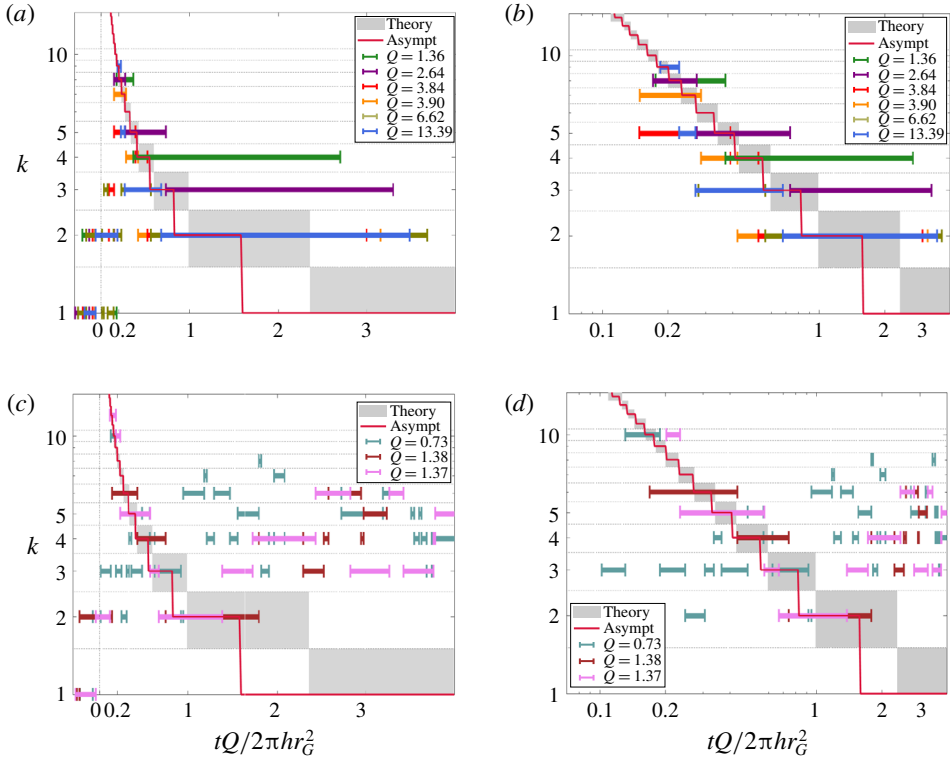 (a)
10
5
4
3
2
1
k
0
0.2
1
2
3
Theory
Asympt
Q = 1.36
Q = 2.64
Q = 3.84
Q = 3.90
Q = 6.62
Q = 13.39
(b)
10
5
4
3
2
1
0.1
0.2
1
2
3
Theory
Asympt
Q = 1.36
Q = 2.64
Q = 3.84
Q = 3.90
Q = 6.62
Q = 13.39
(c)
10
5
4
3
2
1
k
0
0.2
1
2
3
tQ/2πhr_G^2
Theory
Asympt
Q = 0.73
Q = 1.38
Q = 1.37
(d)
10
5
4
3
2
1
0.1
0.2
1
2
3
tQ/2πhr_G^2
Theory
Asympt
Q = 0.73
Q = 1.38
Q = 1.37